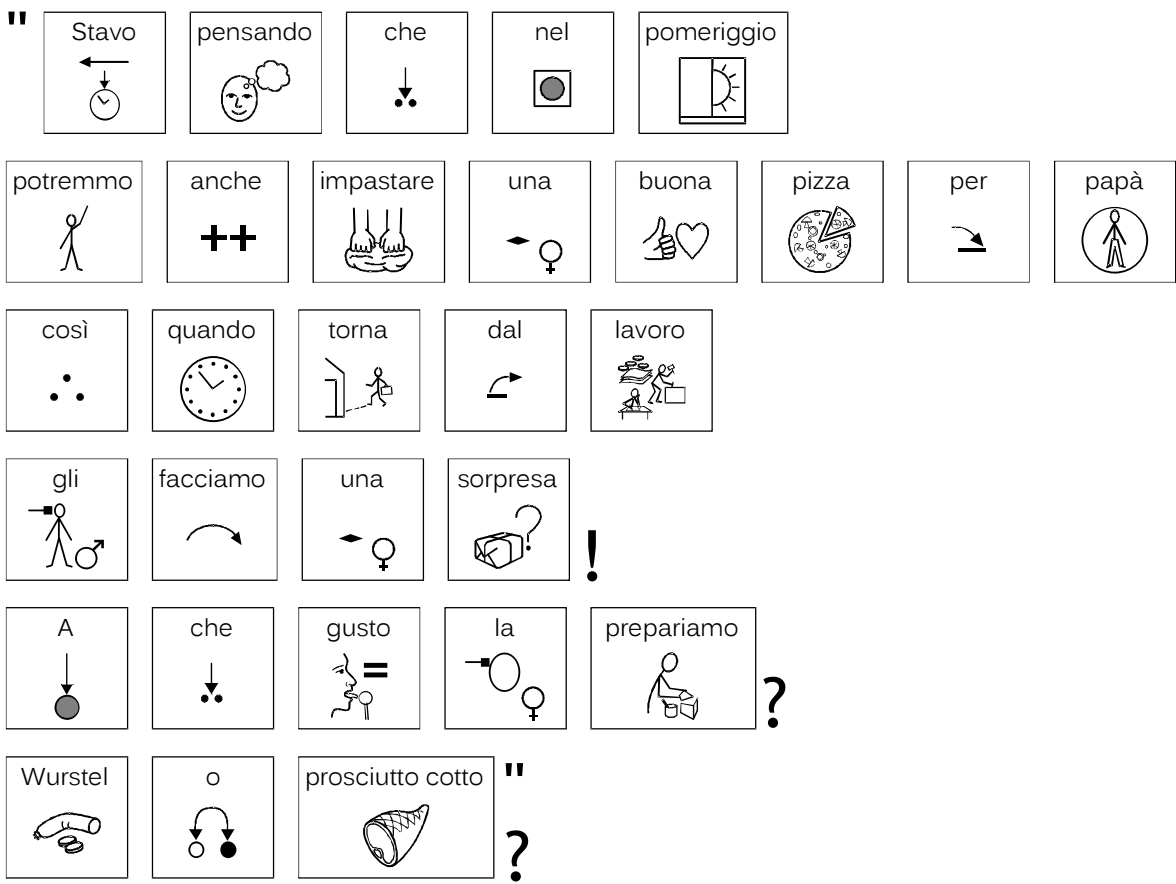 " Stavo pensando che nel pomeriggio
potremmo anche impastare una buona pizza per papà
così quando torna dal lavoro
gli facciamo una sorpresa !
A che gusto la prepariamo ?
Wurstel o prosciutto cotto " ?